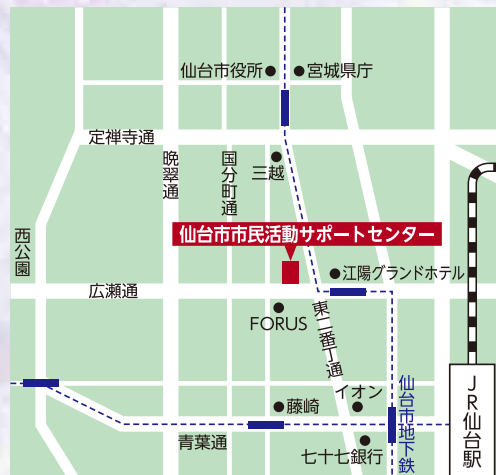 仙台市役所
宮城県庁
定禅寺通
晩翠通
国分町通
三越
西公園
仙台市市民活動サポートセンター
江陽グランドホテル
広瀬通
FORUS
東二番丁通
イオン
藤崎
仙台市地下鉄
JR仙台駅
青葉通
七十七銀行